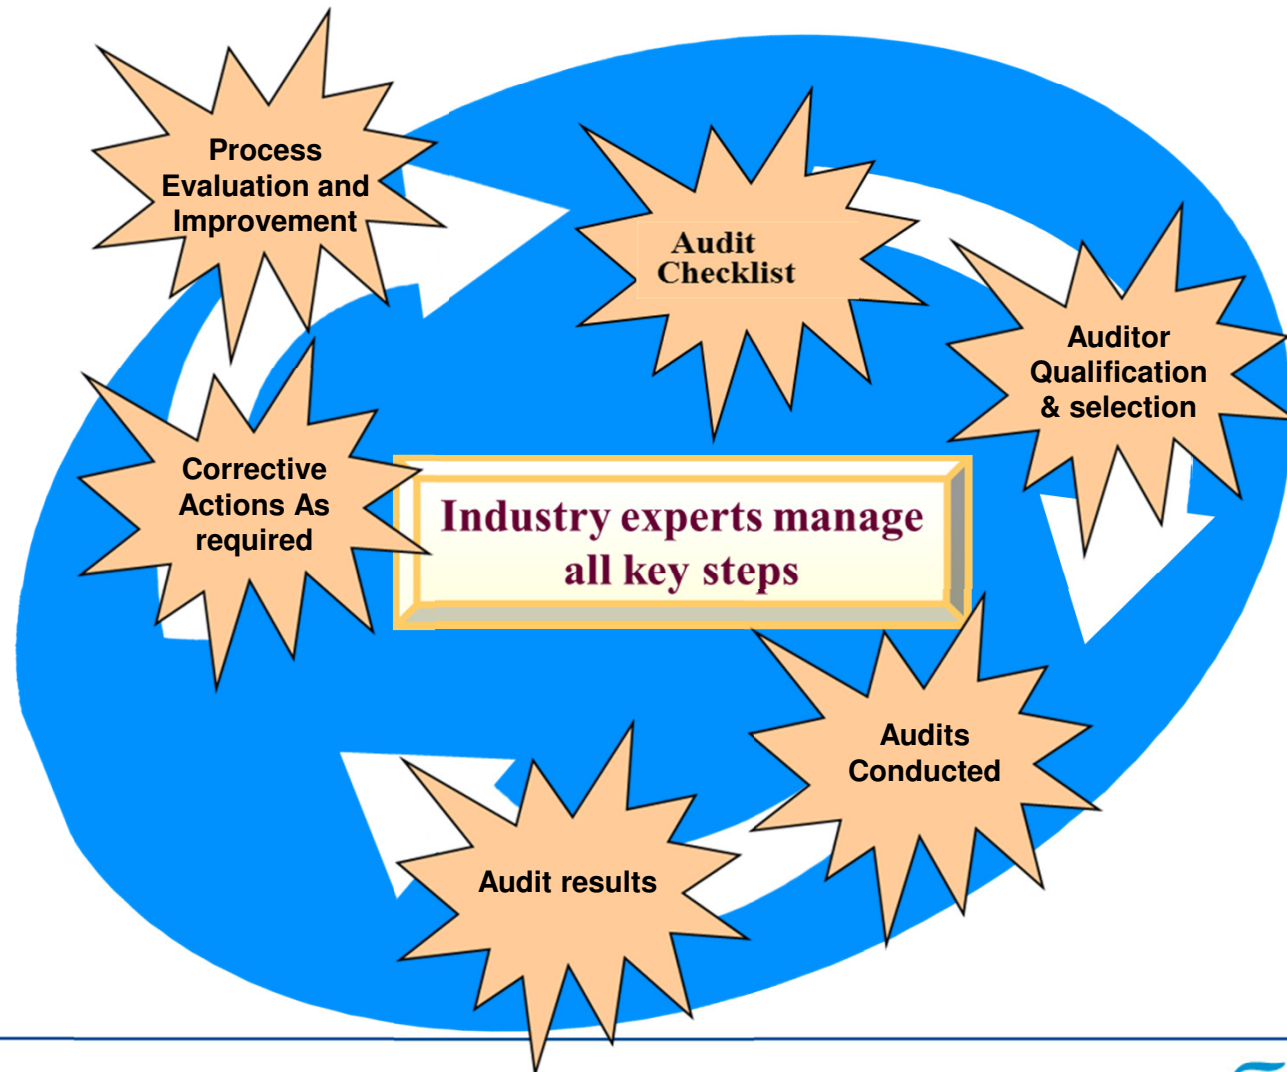 Process
Evaluation and
Improvement
Audit
Checklist
Auditor
Qualification
& selection
Corrective
Actions As
required
Industry experts manage
all key steps
Audits
Conducted
Audit results